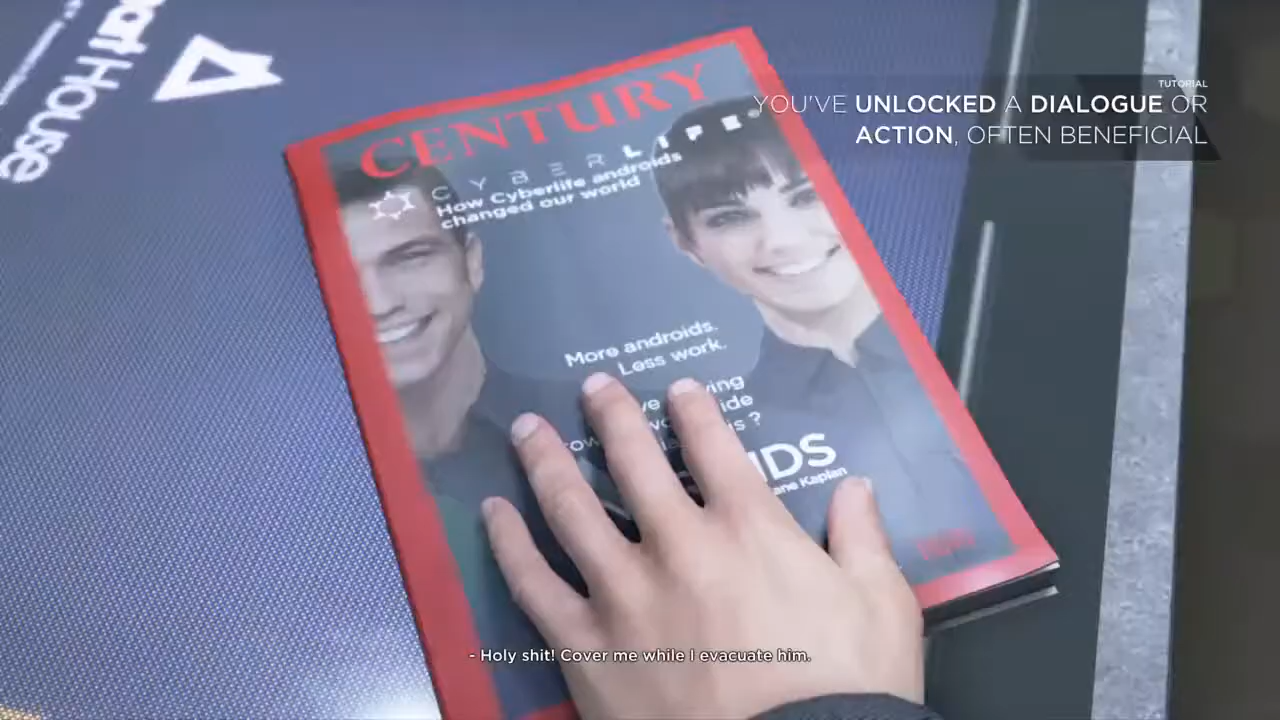 eat House
TUTORIAL
YOU'VE UNLOCKED A DIALOGUE OR
ACTION, OFTEN BENEFICIAL
CENTURY
CYBERLIFE
How Cyberlife androids
changed our world
More androids.
Less work.
- Holy shit! Cover me while I evacuate him.